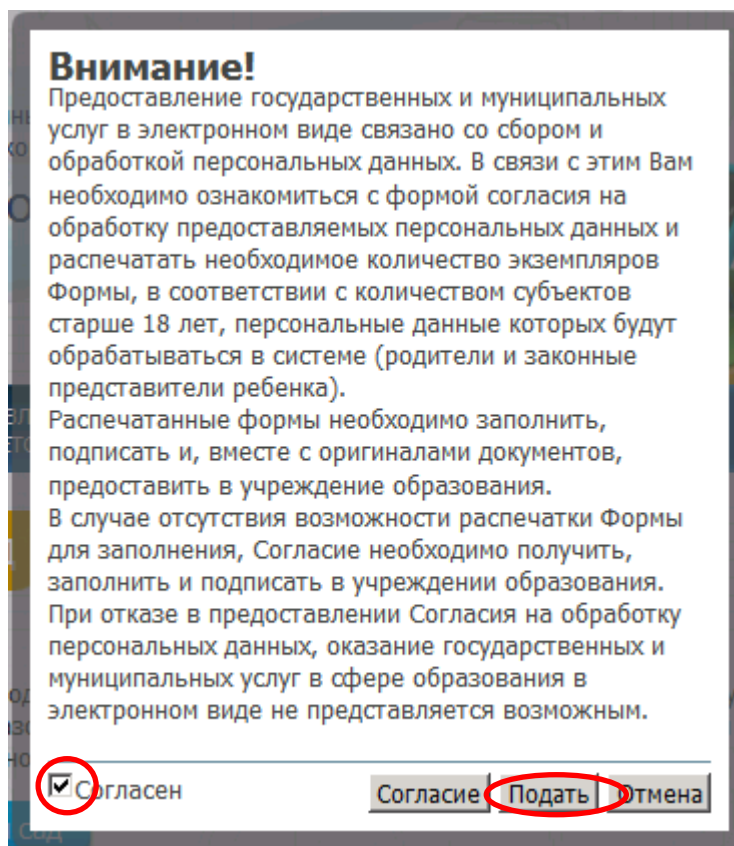 Внимание!
Предоставление государственных и муниципальных
услуг в электронном виде связано со сбором и
обработкой персональных данных. В связи с этим Вам
необходимо ознакомиться с формой согласия на
обработку предоставляемых персональных данных и
распечатать необходимое количество экземпляров
Формы, в соответствии с количеством субъектов
старше 18 лет, персональные данные которых будут
обрабатываться в системе (родители и законные
представители ребенка).
Распечатанные формы необходимо заполнить,
подписать и, вместе с оригиналами документов,
предоставить в учреждение образования.
В случае отсутствия возможности распечатки Формы
для заполнения, Согласие необходимо получить,
заполнить и подписать в учреждении образования.
При отказе в предоставлении Согласия на обработку
персональных данных, оказание государственных и
муниципальных услуг в сфере образования в
электронном виде не представляется возможным.
Согласен Согласие Подать Отмена